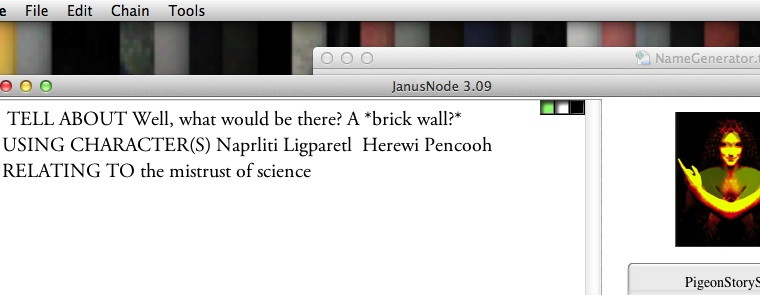 File Edit Chain Tools
NameGenerator.t
JanusNode 3.09
TELL ABOUT Well, what would be there? A *brick wall?*
USING CHARACTER(S) Naprliti Ligparetl Herewi Pencooh
RELATING TO the mistrust of science
PigeonStoryS